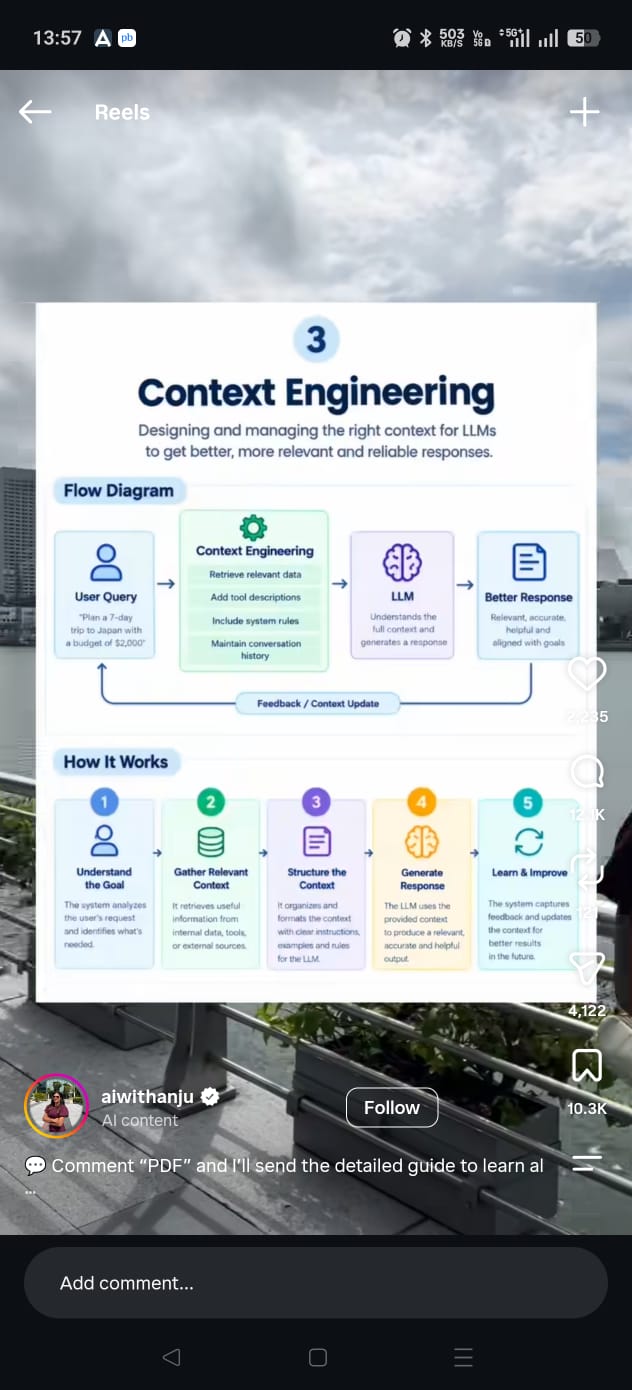 13:57
pb
503
KB/S
Vo
5G
5G+
50
Reels
3
Context Engineering
Designing and managing the right context for LLMs
to get better, more relevant and reliable responses.
Flow Diagram
User Query
"Plan a 7-day
trip to Japan with
a budget of $2,000"
Context Engineering
Retrieve relevant data
Add tool descriptions
Include system rules
Maintain conversation
history
LLM
Understands the
full context and
generates a response
Better Response
Relevant, accurate,
helpful and
aligned with goals
Feedback / Context Update
2,235
How It Works
1
Understand
the Goal
The system analyzes
the user's request
and identifies what's
needed.
2
Gather Relevant
Context
It retrieves useful
information from
internal data, tools,
or external sources.
3
Structure the
Context
It organizes and
formats the context
with clear instructions,
examples and rules
for the LLM.
4
Generate
Response
The LLM uses the
provided context
to produce a relevant,
accurate and helpful
output.
5
Learn & Improve
The system captures
feedback and updates
the context for
better results
in the future.
4,122
10.3K
aiwithanju
AI content
Follow
💬 Comment “PDF” and I’ll send the detailed guide to learn al
...
Add comment...